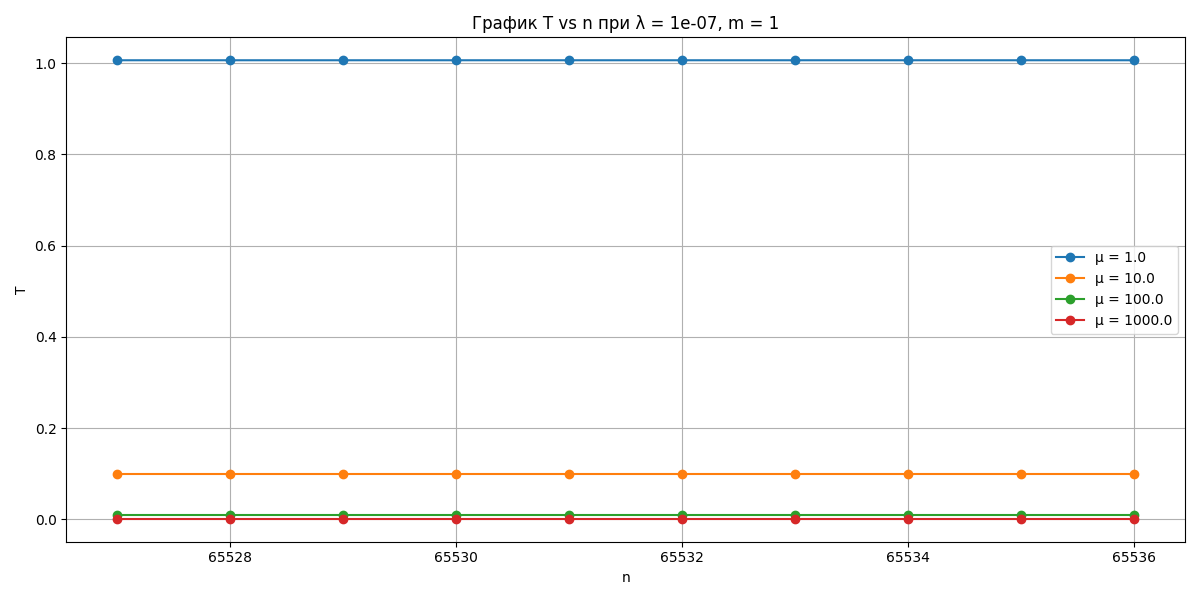 График T vs n при λ = 1e-07, m = 1
1.0
0.8
0.6
0.4
0.2
0.0
T
μ = 1.0
μ = 10.0
μ = 100.0
μ = 1000.0
65528
65530
65532
65534
65536
n